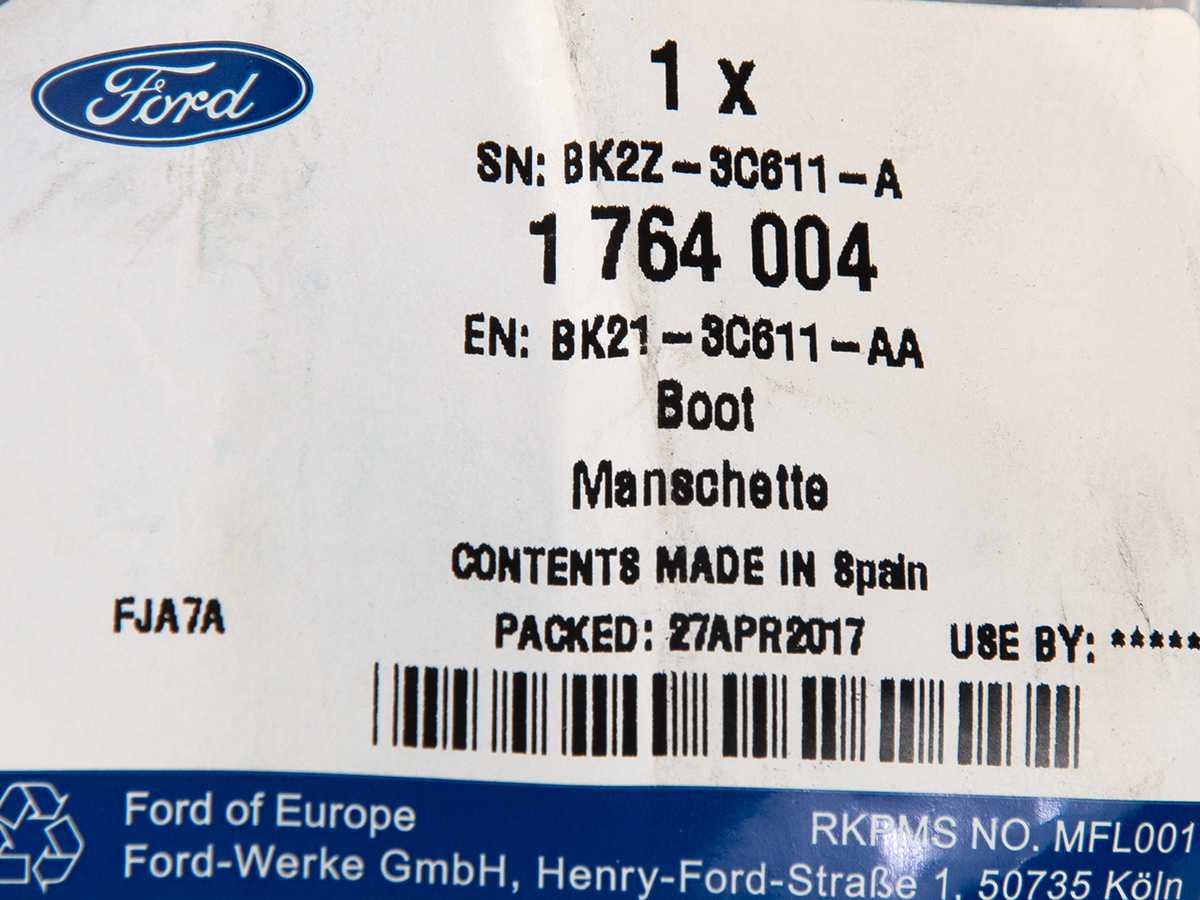 Ford
1 x
SN: BK2Z-3C611-A
1 764 004
EN: BK21-3C611-AA
Boot
Manschette
CONTENTS MADE IN Spain
FJA7A
PACKED: 27APR2017 USE BY: *****
Ford of Europe
RKPMS NO. MFL001
Ford-Werke GmbH, Henry-Ford-Straße 1, 50735 Köln